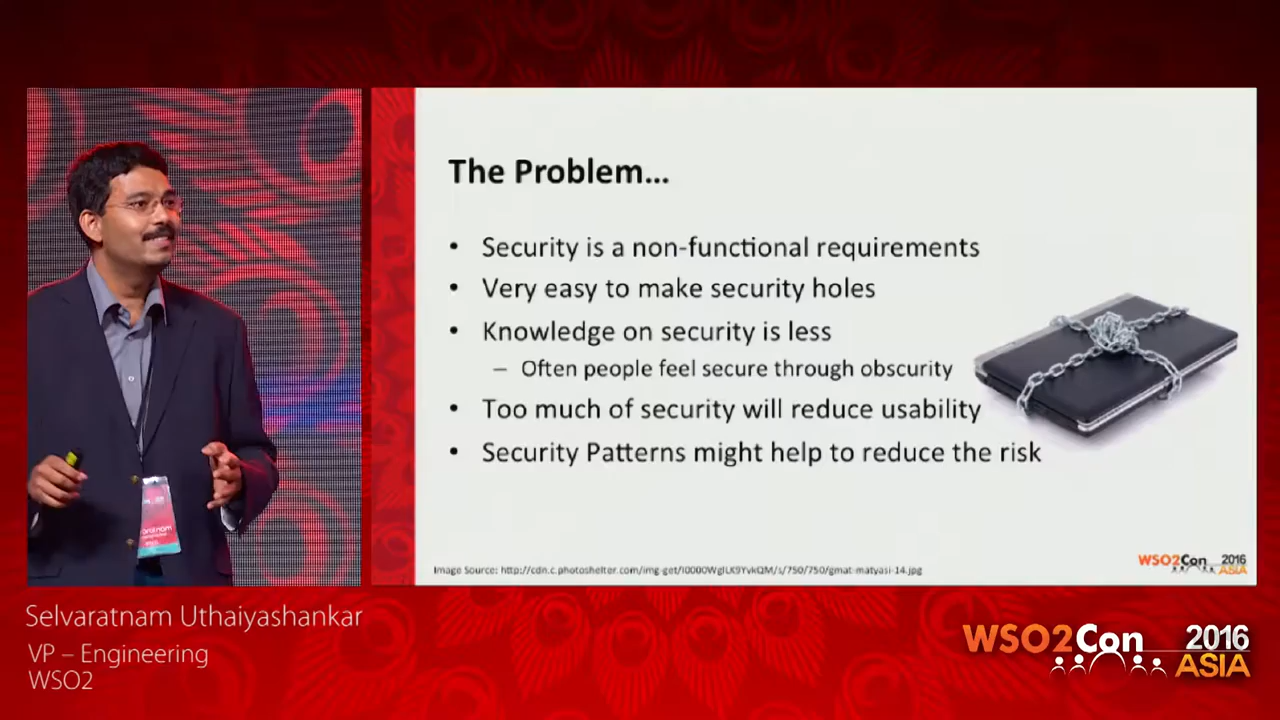 The Problem...
• Security is a non-functional requirements
• Very easy to make security holes
• Knowledge on security is less
– Often people feel secure through obscurity
• Too much of security will reduce usability
• Security Patterns might help to reduce the risk
WSO2Con 2016
ASIA
Selvaratnam Uthaiyashankar
VP – Engineering
WSO2
WSO2Con 2016
ASIA